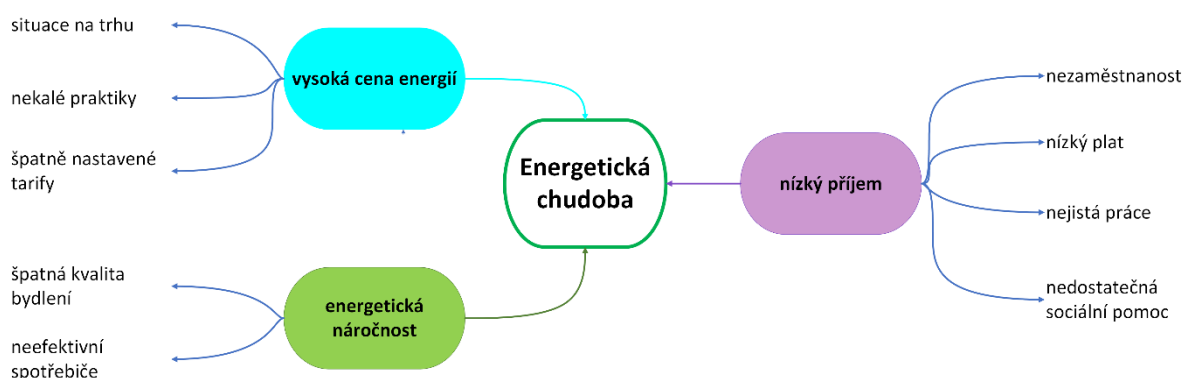 situace na trhu
nekalé praktiky
špatně nastavené
tarify
vysoká cena energií
špatná kvalita
bydlení
neefektivní
spotřebiče
energetická
náročnost
Energetická
chudoba
nízký příjem
nezaměstnanost
nízký plat
nejistá práce
nedostatečná
sociální pomoc